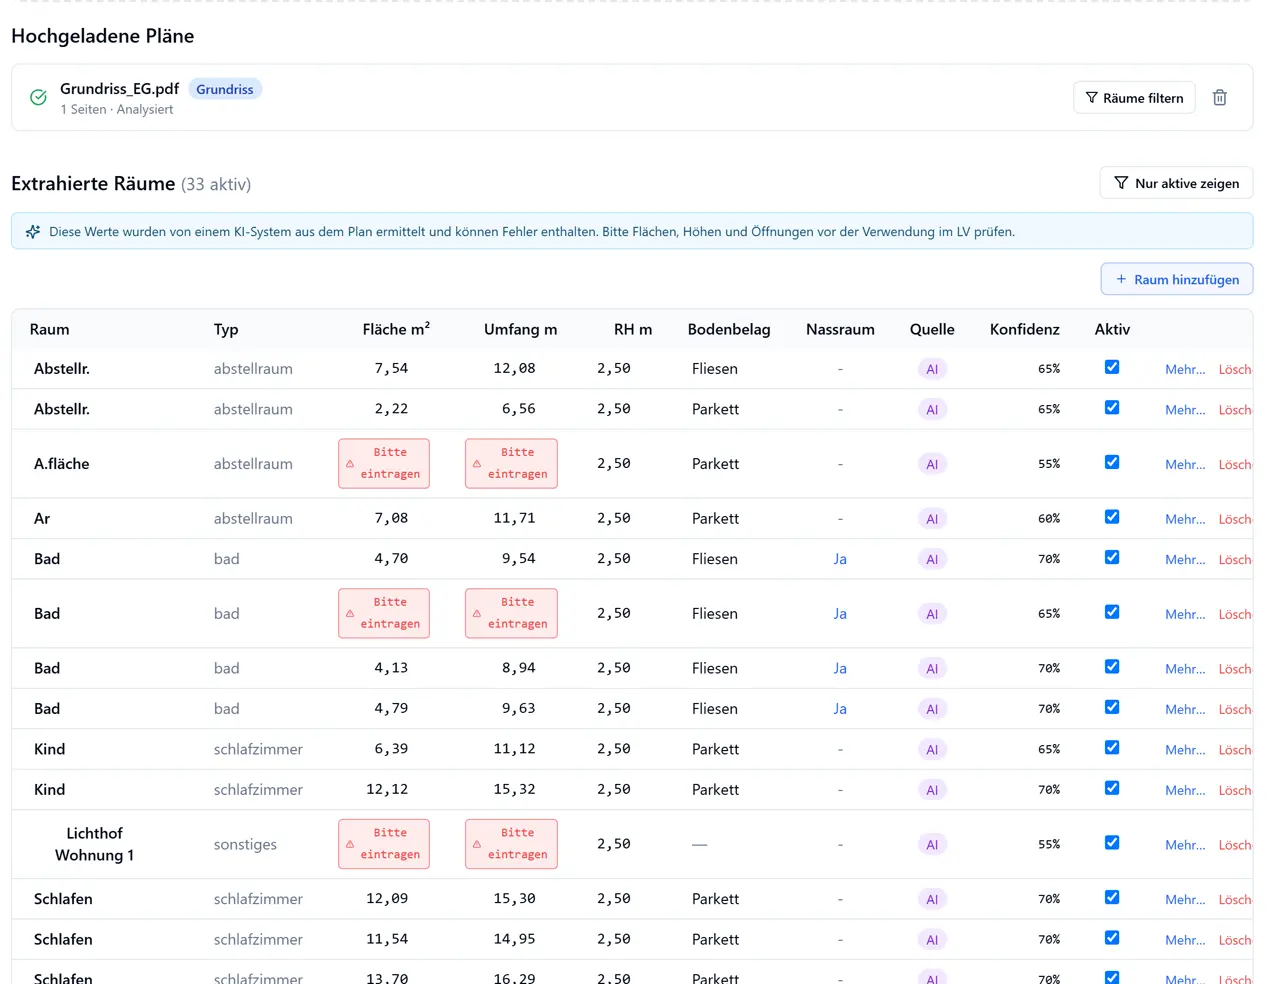 Hochgeladene Pläne
Grundriss_EG.pdf Grundriss
1 Seiten · Analysiert
Räume filtern
Extrahierte Räume (33 aktiv)
Nur aktive zeigen
Diese Werte wurden von einem KI-System aus dem Plan ermittelt und können Fehler enthalten. Bitte Flächen, Höhen und Öffnungen vor der Verwendung im LV prüfen.
+ Raum hinzufügen
Raum Typ Fläche m² Umfang m RH m Bodenbelag Nassraum Quelle Konfidenz Aktiv
Abstellr. abstellraum 7,54 12,08 2,50 Fliesen - AI 65% Mehr... Lösch
Abstellr. abstellraum 2,22 6,56 2,50 Parkett - AI 65% Mehr... Lösch
A.fläche abstellraum Bitte eintragen Bitte eintragen 2,50 Parkett - AI 55% Mehr... Lösch
Ar abstellraum 7,08 11,71 2,50 Parkett - AI 60% Mehr... Lösch
Bad bad 4,70 9,54 2,50 Fliesen Ja AI 70% Mehr... Lösch
Bad bad Bitte eintragen Bitte eintragen 2,50 Fliesen Ja AI 65% Mehr... Lösch
Bad bad 4,13 8,94 2,50 Fliesen Ja AI 70% Mehr... Lösch
Bad bad 4,79 9,63 2,50 Fliesen Ja AI 70% Mehr... Lösch
Kind schlafzimmer 6,39 11,12 2,50 Parkett - AI 65% Mehr... Lösch
Kind schlafzimmer 12,12 15,32 2,50 Parkett - AI 70% Mehr... Lösch
Lichthof Wohnung 1 sonstiges Bitte eintragen Bitte eintragen 2,50 — - AI 55% Mehr... Lösch
Schlafen schlafzimmer 12,09 15,30 2,50 Parkett - AI 70% Mehr... Lösch
Schlafen schlafzimmer 11,54 14,95 2,50 Parkett - AI 70% Mehr... Lösch
Schlafen schlafzimmer 13,70 16,29 2,50 Parkett - AI 70% Mehr... Lösch